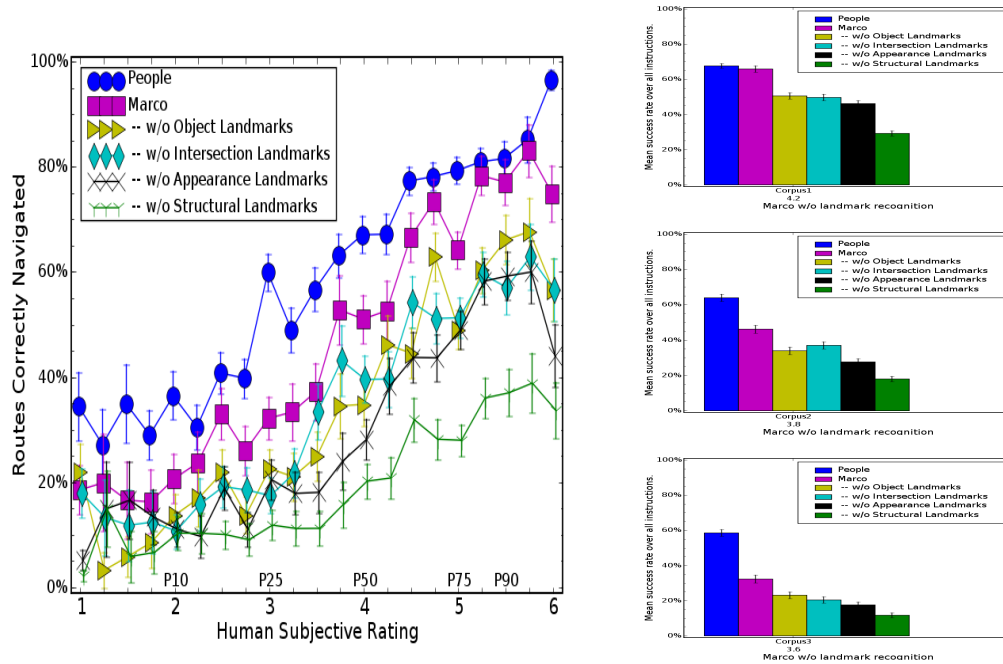 100%
80%
60%
40%
20%
0%
Routes Correctly Navigated
People
Marco
-- w/o Object Landmarks
-- w/o Intersection Landmarks
-- w/o Appearance Landmarks
-- w/o Structural Landmarks
P10 P25 P50 P75 P90
1 2 3 4 5 6
Human Subjective Rating
100%
80%
60%
40%
20%
0%
Mean success rate over all instructions.
People
Marco
-- w/o Object Landmarks
-- w/o Intersection Landmarks
-- w/o Appearance Landmarks
-- w/o Structural Landmarks
Corpus1
4.2
Marco w/o landmark recognition
100%
80%
60%
40%
20%
0%
Mean success rate over all instructions.
People
Marco
-- w/o Object Landmarks
-- w/o Intersection Landmarks
-- w/o Appearance Landmarks
-- w/o Structural Landmarks
Corpus2
3.8
Marco w/o landmark recognition
100%
80%
60%
40%
20%
0%
Mean success rate over all instructions.
People
Marco
-- w/o Object Landmarks
-- w/o Intersection Landmarks
-- w/o Appearance Landmarks
-- w/o Structural Landmarks
Corpus3
3.6
Marco w/o landmark recognition